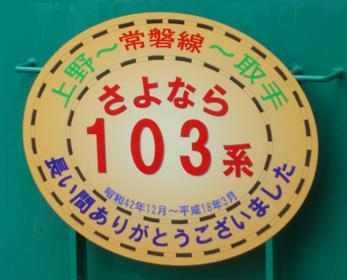 上野～常磐線～取手
さよなら
103系
昭和42年12月～平成18年3月
長い間ありがとうございました